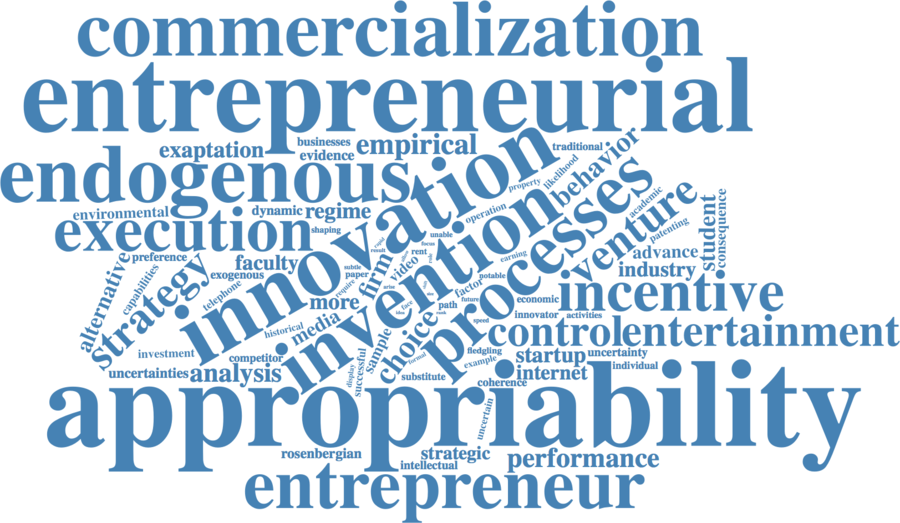 commercialization
entrepreneurial
businesses
traditional
exaptation
evidence
empirical
endogenous
innovation
property
likelihood
behavior
environmental
dynamic
regime
operation
academic
execution
shaping
invention
processes
venture
patenting
student
consequence
unable
focus
rapid
result
rent
preference
alternative
capabilities
strategy
faculty
exogenous
telephone
subtle
paper
require
firm
video
earning
notable
advance
industry
incentive
more
media
historical
factor
path
future
economic
innovator
activities
control
entertainment
choice
sample
speed
investment
competitor
uncertainties
analysis
display
successful
formal
fledgling
example
startup
uncertainty
internet
individual
substitute
coherence
appropriability
uncertain
rosenbergian
strategic
intellectual
performance
entrepreneur